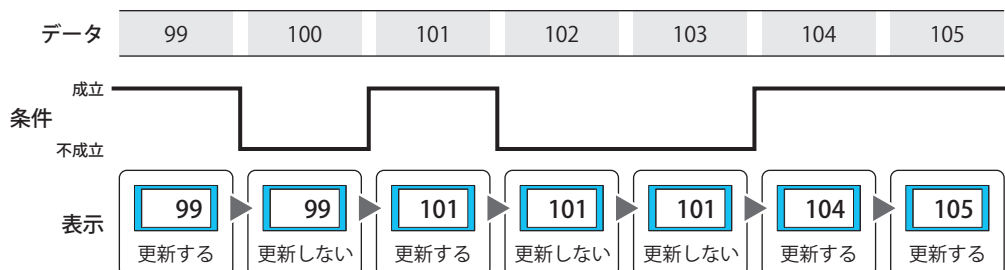 データ 99 100 101 102 103 104 105
成立
条件
不成立
表示 99 99 101 101 101 104 105
更新する 更新しない 更新する 更新しない 更新しない 更新する 更新する